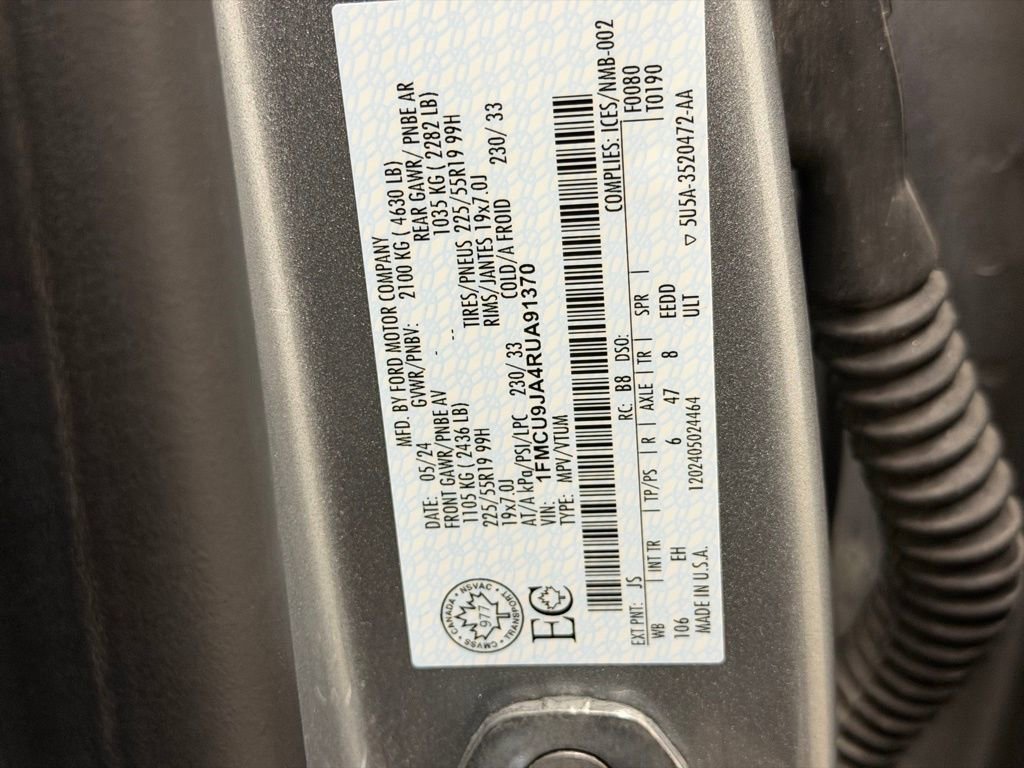 MFD. BY FORD MOTOR COMPANY
DATE: 05/24 GVWR/PNBV: 2100 KG ( 4630 LB)
FRONT GAWR/PNBE AV - REAR GAWR/ PNBE AR
1105 KG ( 2436 LB) -- 1035 KG ( 2282 LB)
225/55R19 99H TIRES/PNEUS 225/55R19 99H
19x7.0J RIMS/JANTES 19x7.0J
AT/A kPa/PSI/LPC 230/ 33 COLD/A FROID 230/ 33
VIN: 1FMCU9JA4RUA91370
TYPE: MPV/VTUM
CANADA • NSVAC • TRANSPORT • CMVSS •
977
EC
COMPLIES: ICES/NMB-002
EXT PNT: JS RC: B8 DSO: F0080
WB | INT TR | TP/PS | R | AXLE | TR | SPR | T0190
106 EH 6 47 8 EEDD
MADE IN U.S.A. 1202405024464 ULT ▽ 5U5A-3520472-AA